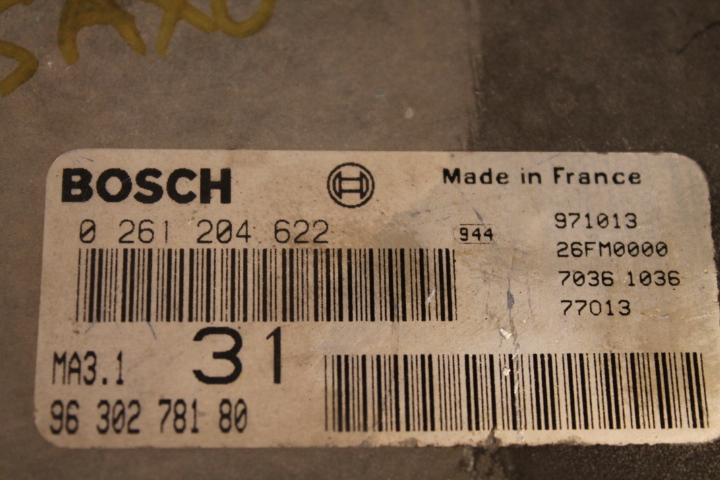 SAXO
BOSCH
Made in France
0 261 204 622
944
971013
26FM0000
7036 1036
77013
MA3.1
31
96 302 781 80